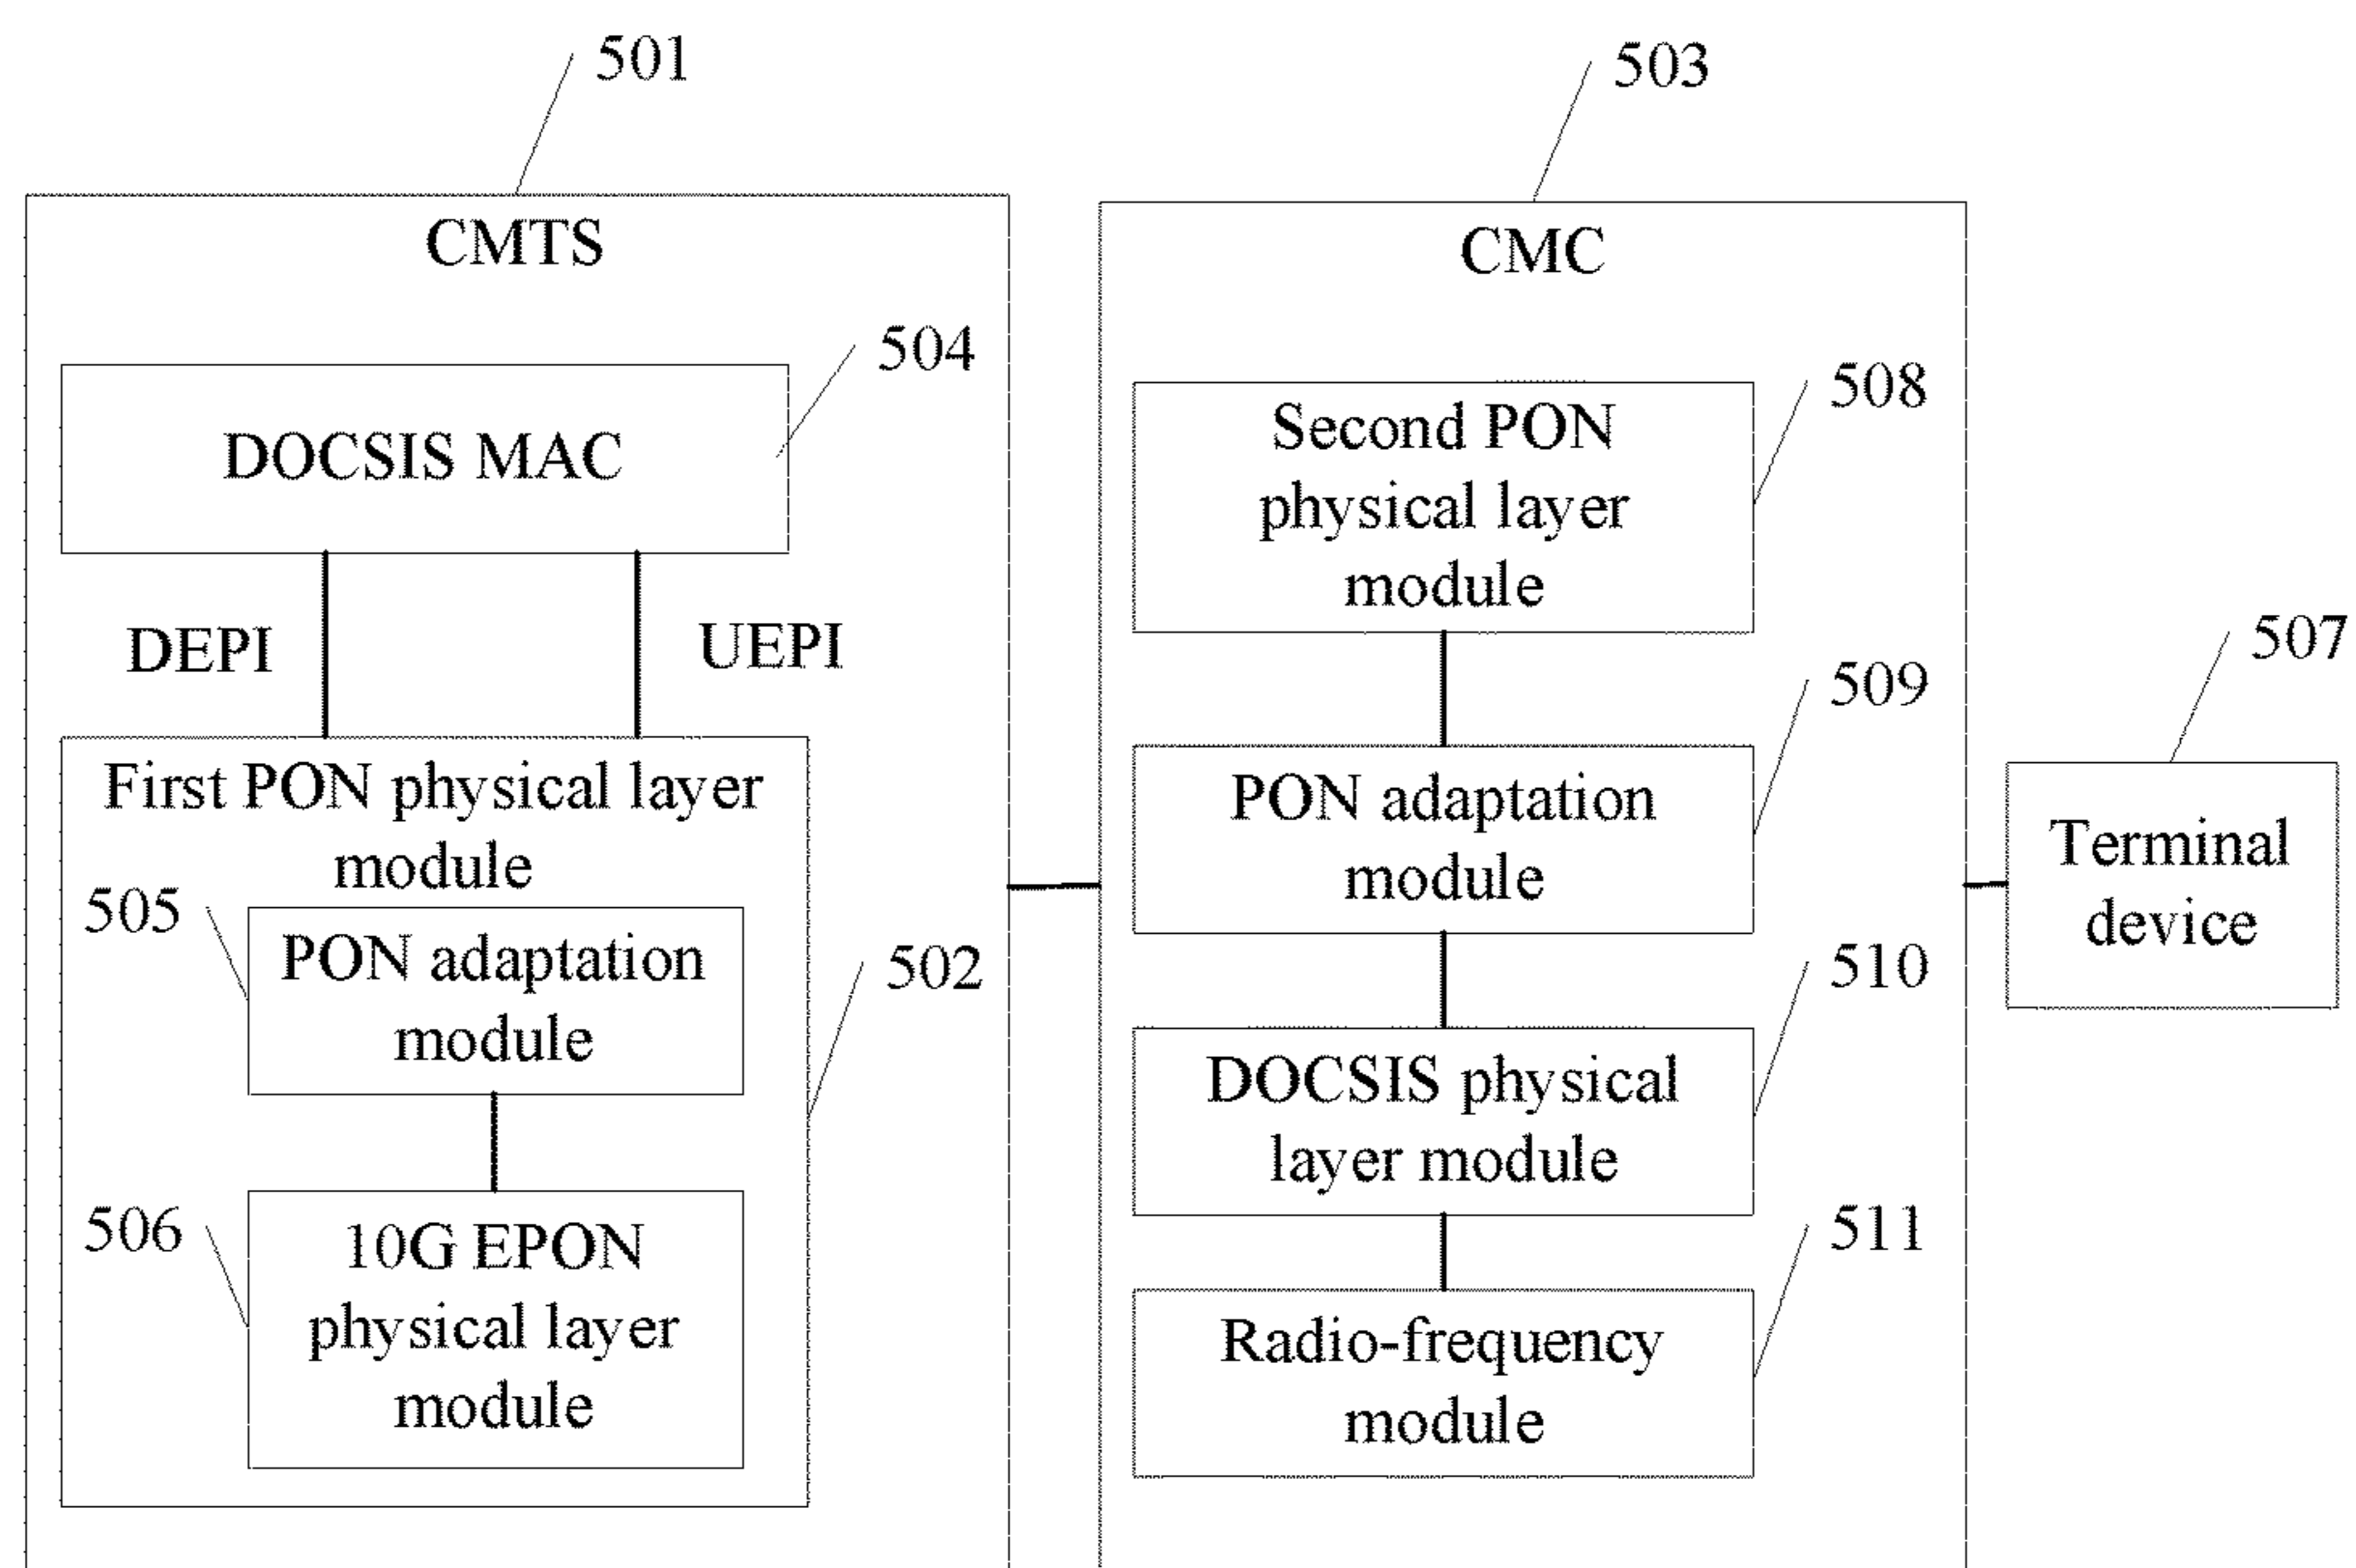 501
503
CMTS
CMC
504
DOCSIS MAC
508
Second PON
physical layer
module
DEPI
UEPI
507
First PON physical layer
module
509
PON adaptation
module
Terminal
device
505
PON adaptation
module
502
510
DOCSIS physical
layer module
506
10G EPON
physical layer
module
511
Radio-frequency
module